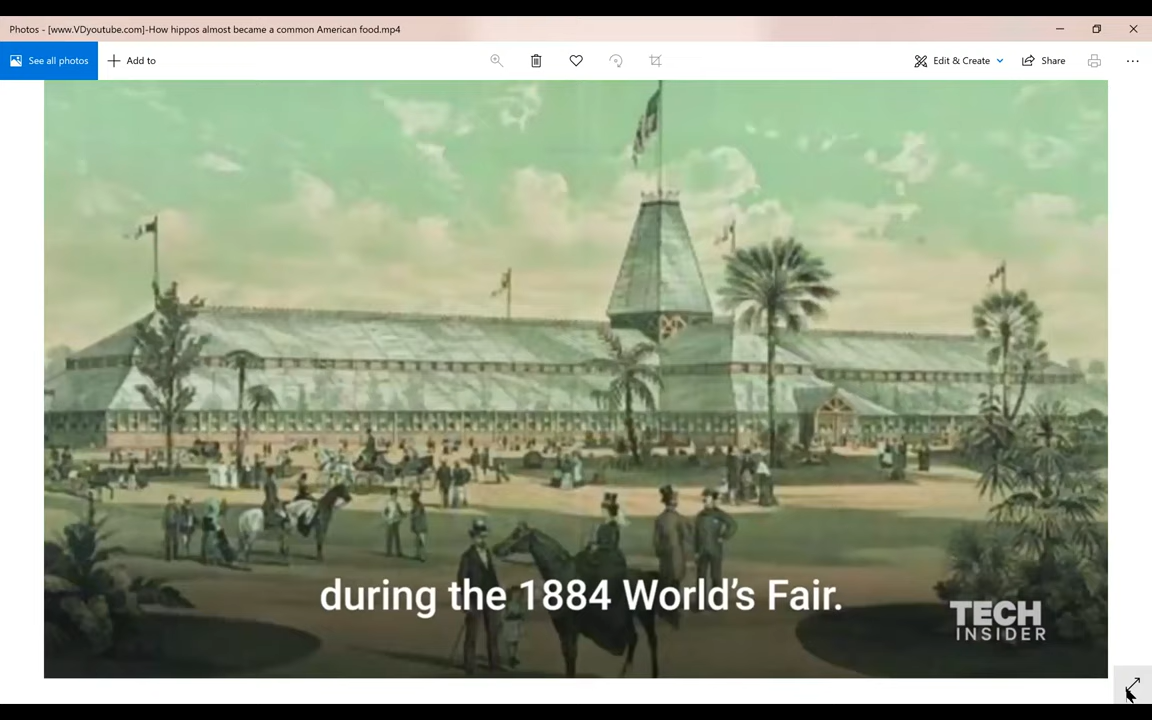 Photos - [www.VDyoutube.com]-How hippos almost became a common American food.mp4
See all photos
Add to
Edit & Create
Share
during the 1884 World’s Fair.
TECH
INSIDER